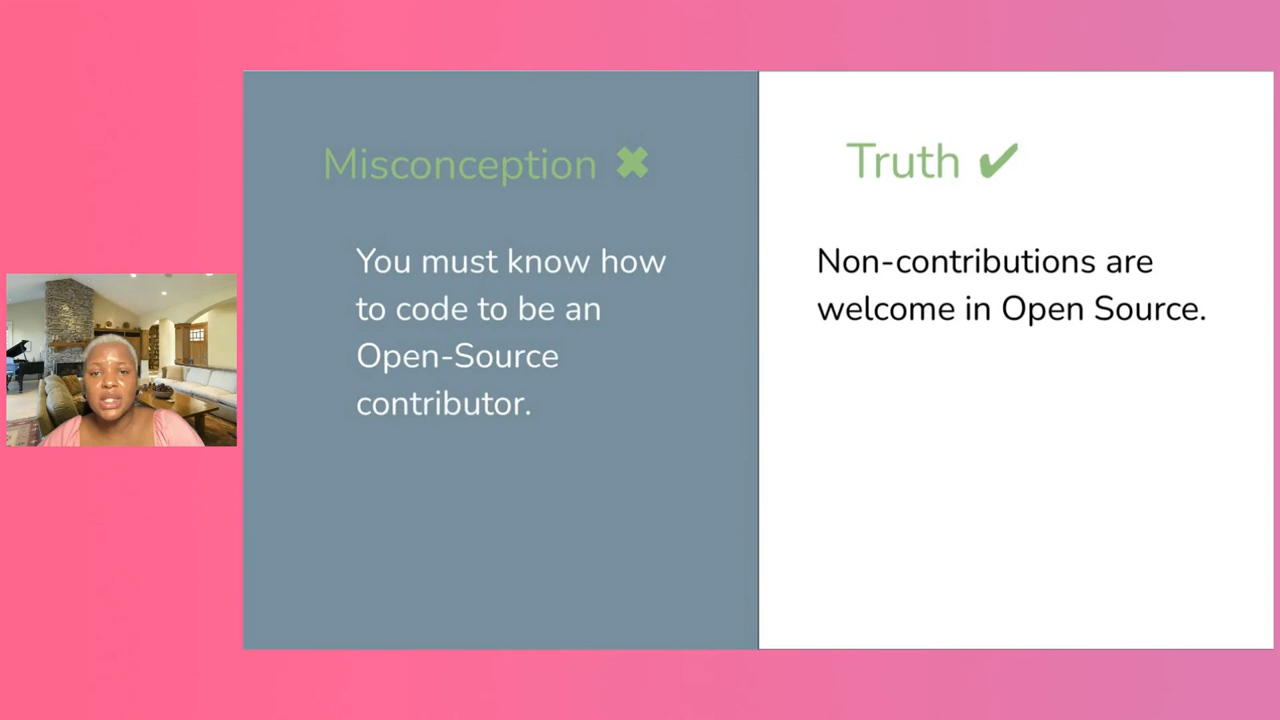 Misconception ✖
You must know how
to code to be an
Open-Source
contributor.
Truth ✔
Non-contributions are
welcome in Open Source.